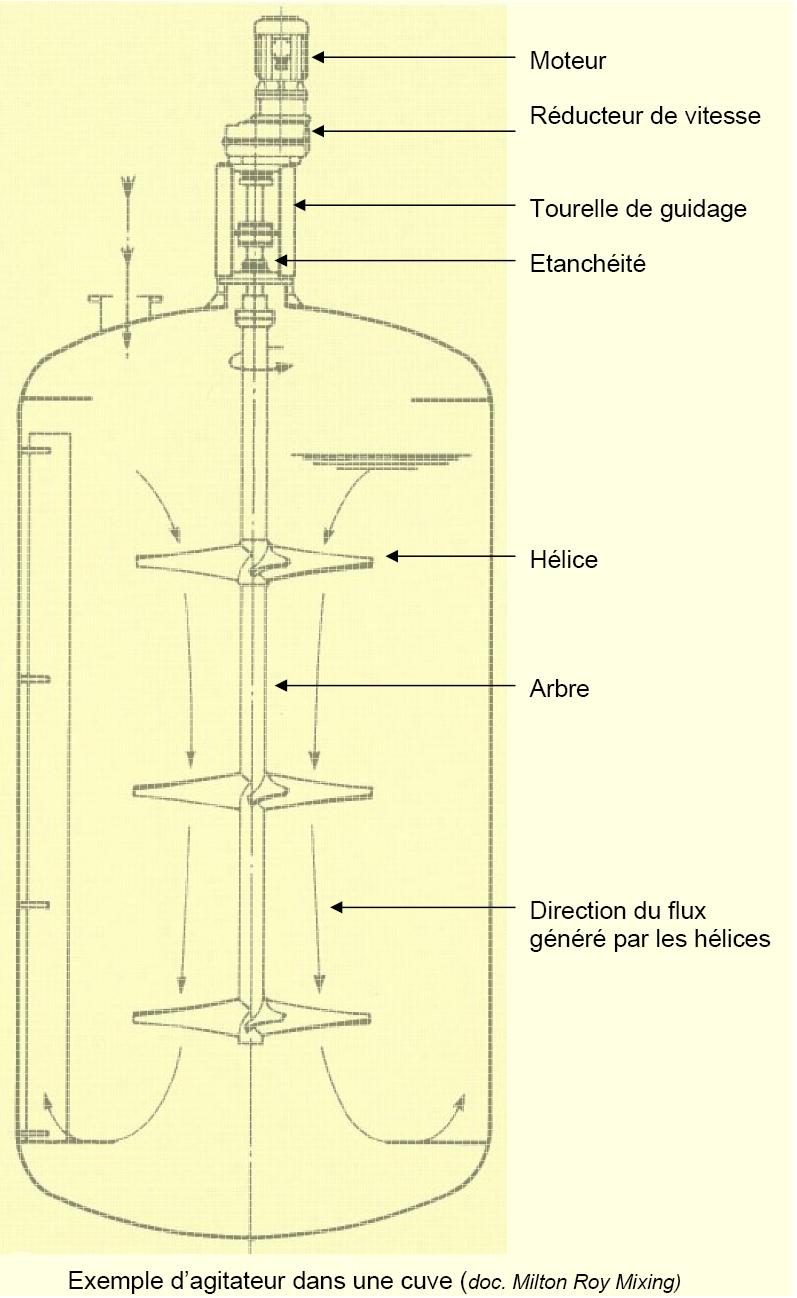 Moteur
Réducteur de vitesse
Tourelle de guidage
Etanchéité
Hélice
Arbre
Direction du flux
généré par les hélices
Exemple d’agitateur dans une cuve (doc. Milton Roy Mixing)